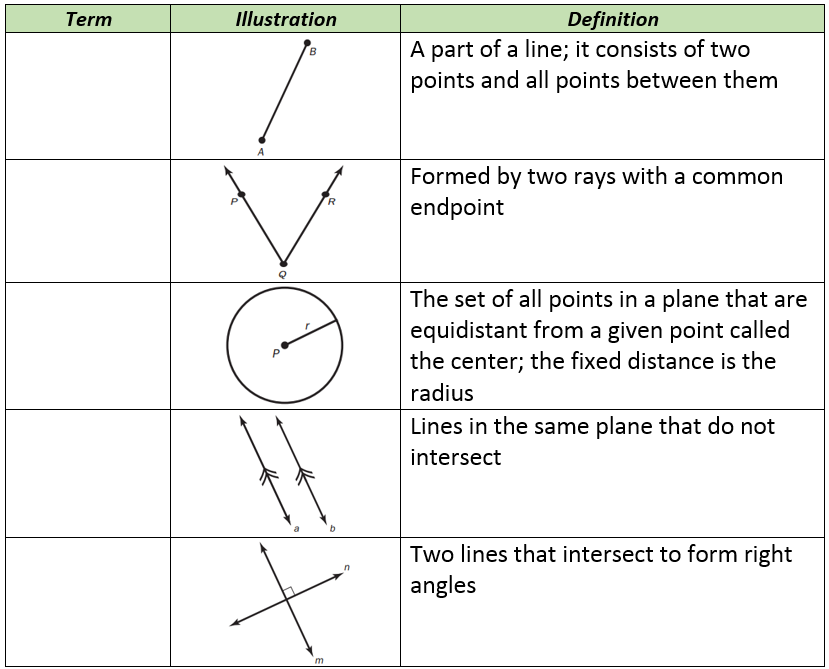 Term Illustration Definition
B
A
A part of a line; it consists of two
points and all points between them
P R
Q
Formed by two rays with a common
endpoint
r
P
The set of all points in a plane that are
equidistant from a given point called
the center; the fixed distance is the
radius
a b
Lines in the same plane that do not
intersect
n
m
Two lines that intersect to form right
angles